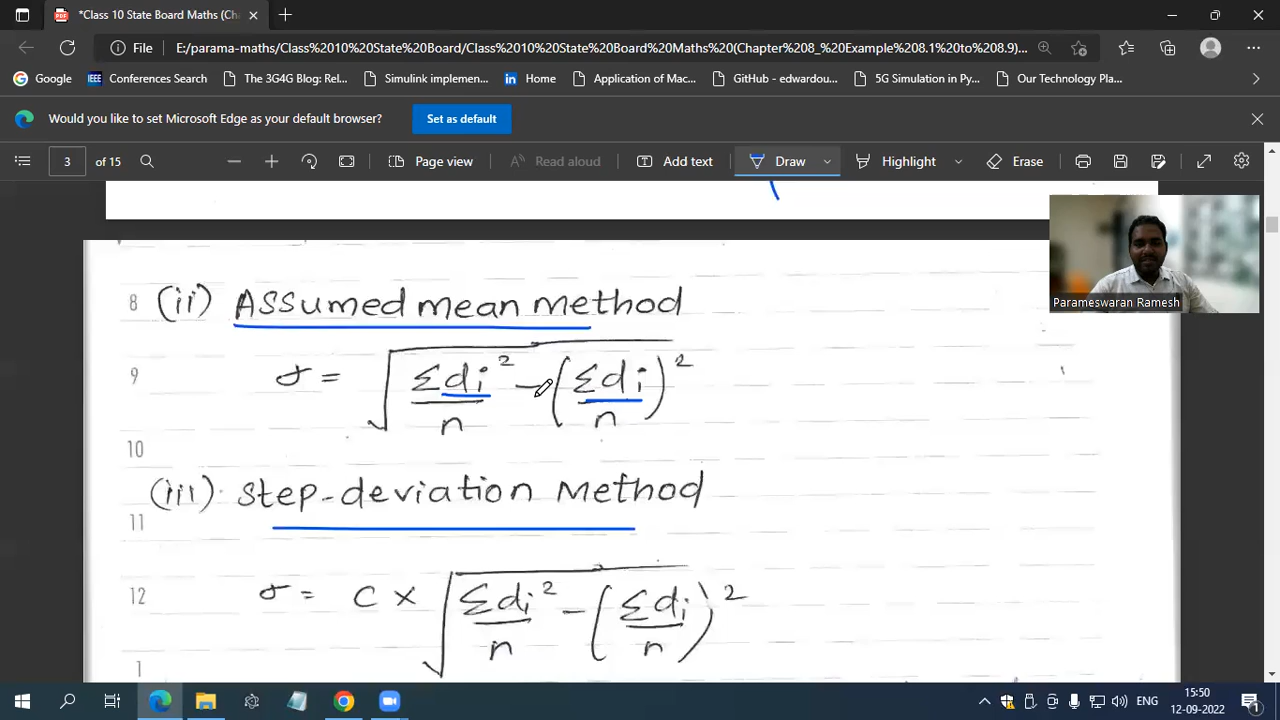 *Class 10 State Board Maths (Cha
File E:/parama-maths/Class%2010%20State%20Board/Class%2010%20State%20Board%20Maths%20(Chapter%208_%20Example%208.1%20to%208.9)...
Google Conferences Search The 3G4G Blog: Rel... Simulink implemen... Home Application of Mac... GitHub - edwardou... 5G Simulation in Py... Our Technology Pla...
Would you like to set Microsoft Edge as your default browser? Set as default
3 of 15 Page view Read aloud Add text Draw Highlight Erase
Parameswaran Ramesh
8 (ii) Assumed mean method
9 σ = √(Σdi²/n - (Σdi/n)²)
10
(iii) Step-deviation Method
11
12 σ = C × √(Σdi²/n - (Σdi/n)²)
1
ENG 15:50
12-09-2022